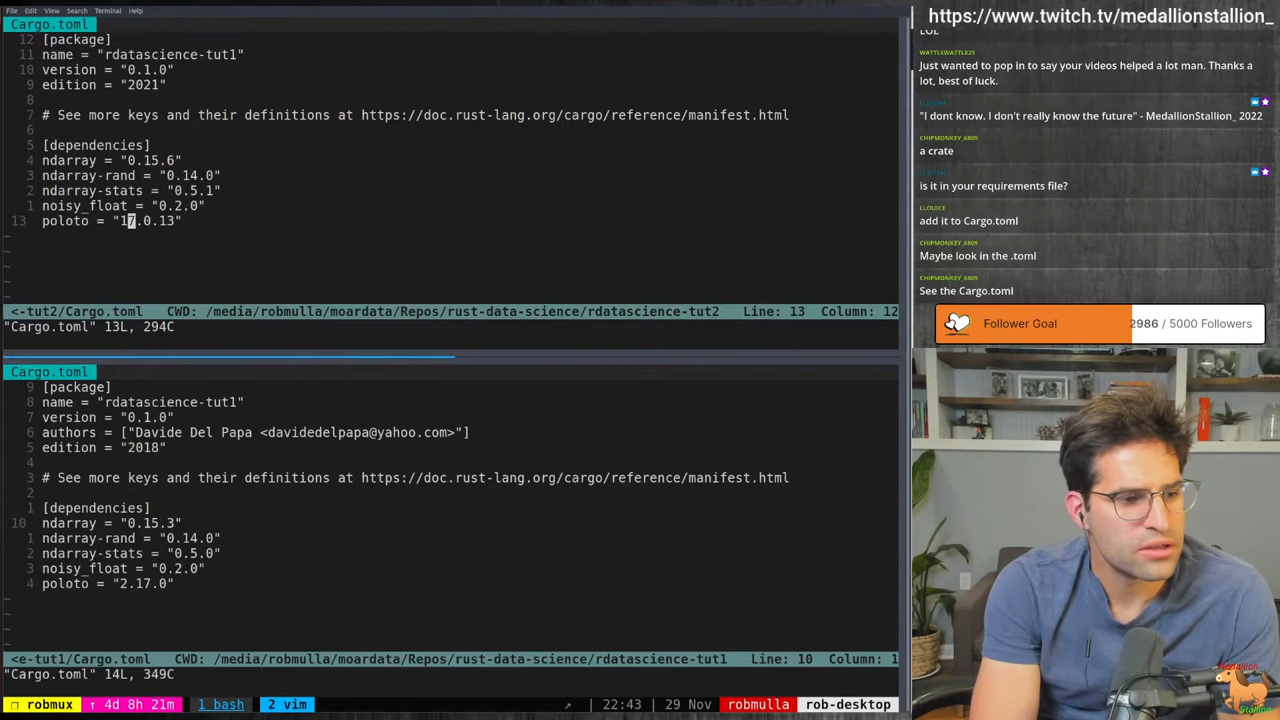 File Edit View Search Terminal Help
Cargo.toml
12 [package]
11 name = "rdatascience-tut1"
10 version = "0.1.0"
9 edition = "2021"
8
7 # See more keys and their definitions at https://doc.rust-lang.org/cargo/reference/manifest.html
6
5 [dependencies]
4 ndarray = "0.15.6"
3 ndarray-rand = "0.14.0"
2 ndarray-stats = "0.5.1"
1 noisy_float = "0.2.0"
13 poloto = "17.0.13"
~
~
~
~
<-tut2/Cargo.toml CWD: /media/robmulla/moardata/Repos/rust-data-science/rdatascience-tut2 Line: 13 Column: 12
"Cargo.toml" 13L, 294C
Cargo.toml
9 [package]
8 name = "rdatascience-tut1"
7 version = "0.1.0"
6 authors = ["Davide Del Papa <davidedelpapa@yahoo.com>"]
5 edition = "2018"
4
3 # See more keys and their definitions at https://doc.rust-lang.org/cargo/reference/manifest.html
2
1 [dependencies]
10 ndarray = "0.15.3"
1 ndarray-rand = "0.14.0"
2 ndarray-stats = "0.5.0"
3 noisy_float = "0.2.0"
4 poloto = "2.17.0"
~
~
~
~
<e-tut1/Cargo.toml CWD: /media/robmulla/moardata/Repos/rust-data-science/rdatascience-tut1 Line: 10 Column: 1
"Cargo.toml" 14L, 349C
robmux ↑ 4d 8h 21m 1 bash 2 vim ↗ | 22:43 | 29 Nov robmulla rob-desktop
https://www.twitch.tv/medallionstallion_
LOL
WATTLEWATTLE25
Just wanted to pop in to say your videos helped a lot man. Thanks a
lot, best of luck.
"I dont know. I don't really know the future" - MedallionStallion_ 2022
CHIPMONKEY_6809
a crate
is it in your requirements file?
LLOUICE
add it to Cargo.toml
CHIPMONKEY_6809
Maybe look in the .toml
CHIPMONKEY_6809
See the Cargo.toml
Follower Goal 2986 / 5000 Followers
Medallion
Stallion